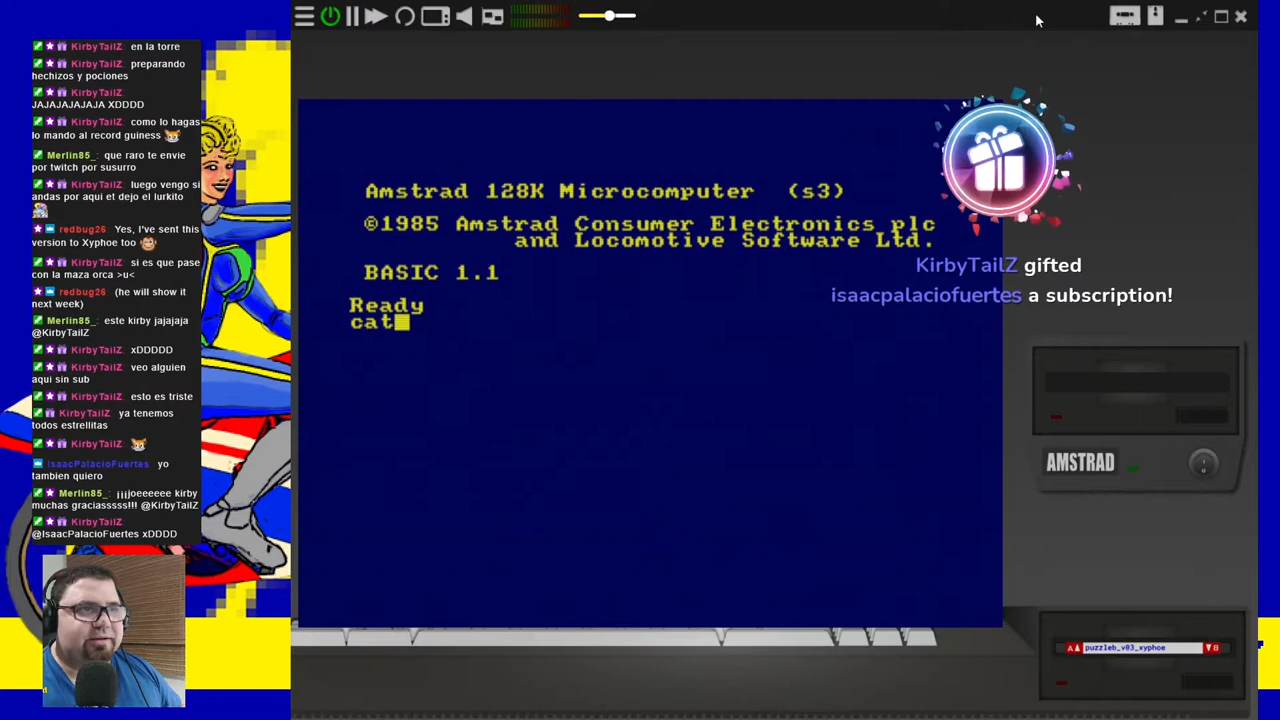 KirbyTailZ en la torre
KirbyTailZ preparando
hechizos y pociones
KirbyTailZ
JAJAJAJAJAJA XDDDD
KirbyTailZ como lo hagas
lo mando al record guiness
Merlin85_: que raro te envie
por twitch por susurro
KirbyTailZ luego vengo si
andas por aqui el dejo el lurkito
redbug26 Yes, I've sent this
version to Xyphoe too
KirbyTailZ si es que pase
con la maza orca >u<
redbug26 (he will show it
next week)
Merlin85_: este kirby jajajaja
@KirbyTailZ
KirbyTailZ xDDDDD
KirbyTailZ veo alguien
aqui sin sub
KirbyTailZ esto es triste
KirbyTailZ ya tenemos
todos estrellitas
KirbyTailZ
IsaacPalacioFuertes yo
tambien quiero
Merlin85_: ¡¡¡joeeeeee kirby
muchas graciasssss!!! @KirbyTailZ
KirbyTailZ
@IsaacPalacioFuertes xDDDD
Amstrad 128K Microcomputer (s3)
©1985 Amstrad Consumer Electronics plc
and Locomotive Software Ltd.
BASIC 1.1
Ready
cat
KirbyTailZ gifted
isaacpalaciofuertes a subscription!
AMSTRAD
A puzzleb_v03_xyphoe B